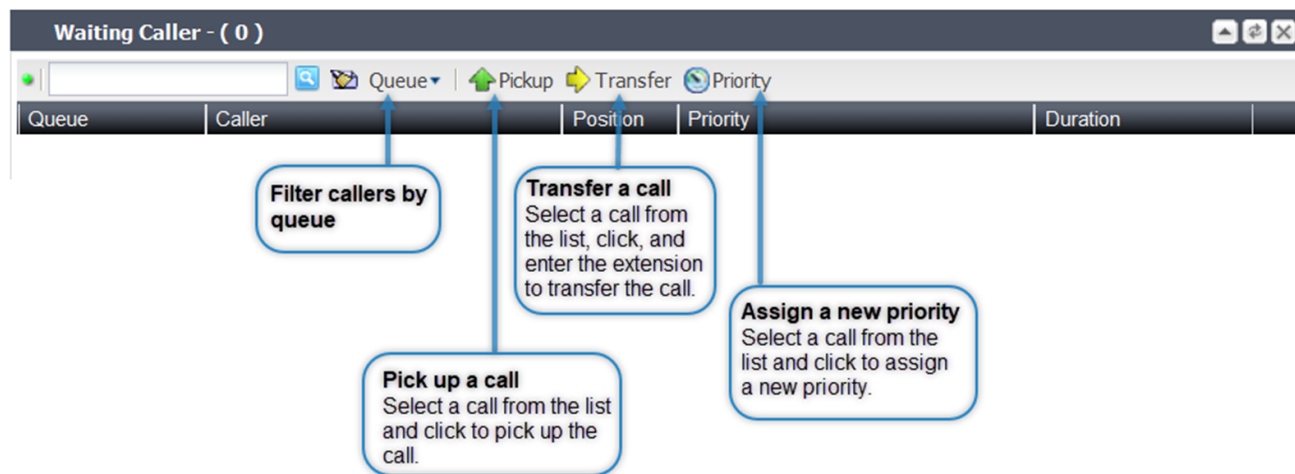 Waiting Caller - ( 0 )
Queue Pickup Transfer Priority
Queue Caller Position Priority Duration
Filter callers by
queue
Transfer a call
Select a call from
the list, click, and
enter the extension
to transfer the call.
Assign a new priority
Select a call from the
list and click to assign
a new priority.
Pick up a call
Select a call from the list
and click to pick up the
call.